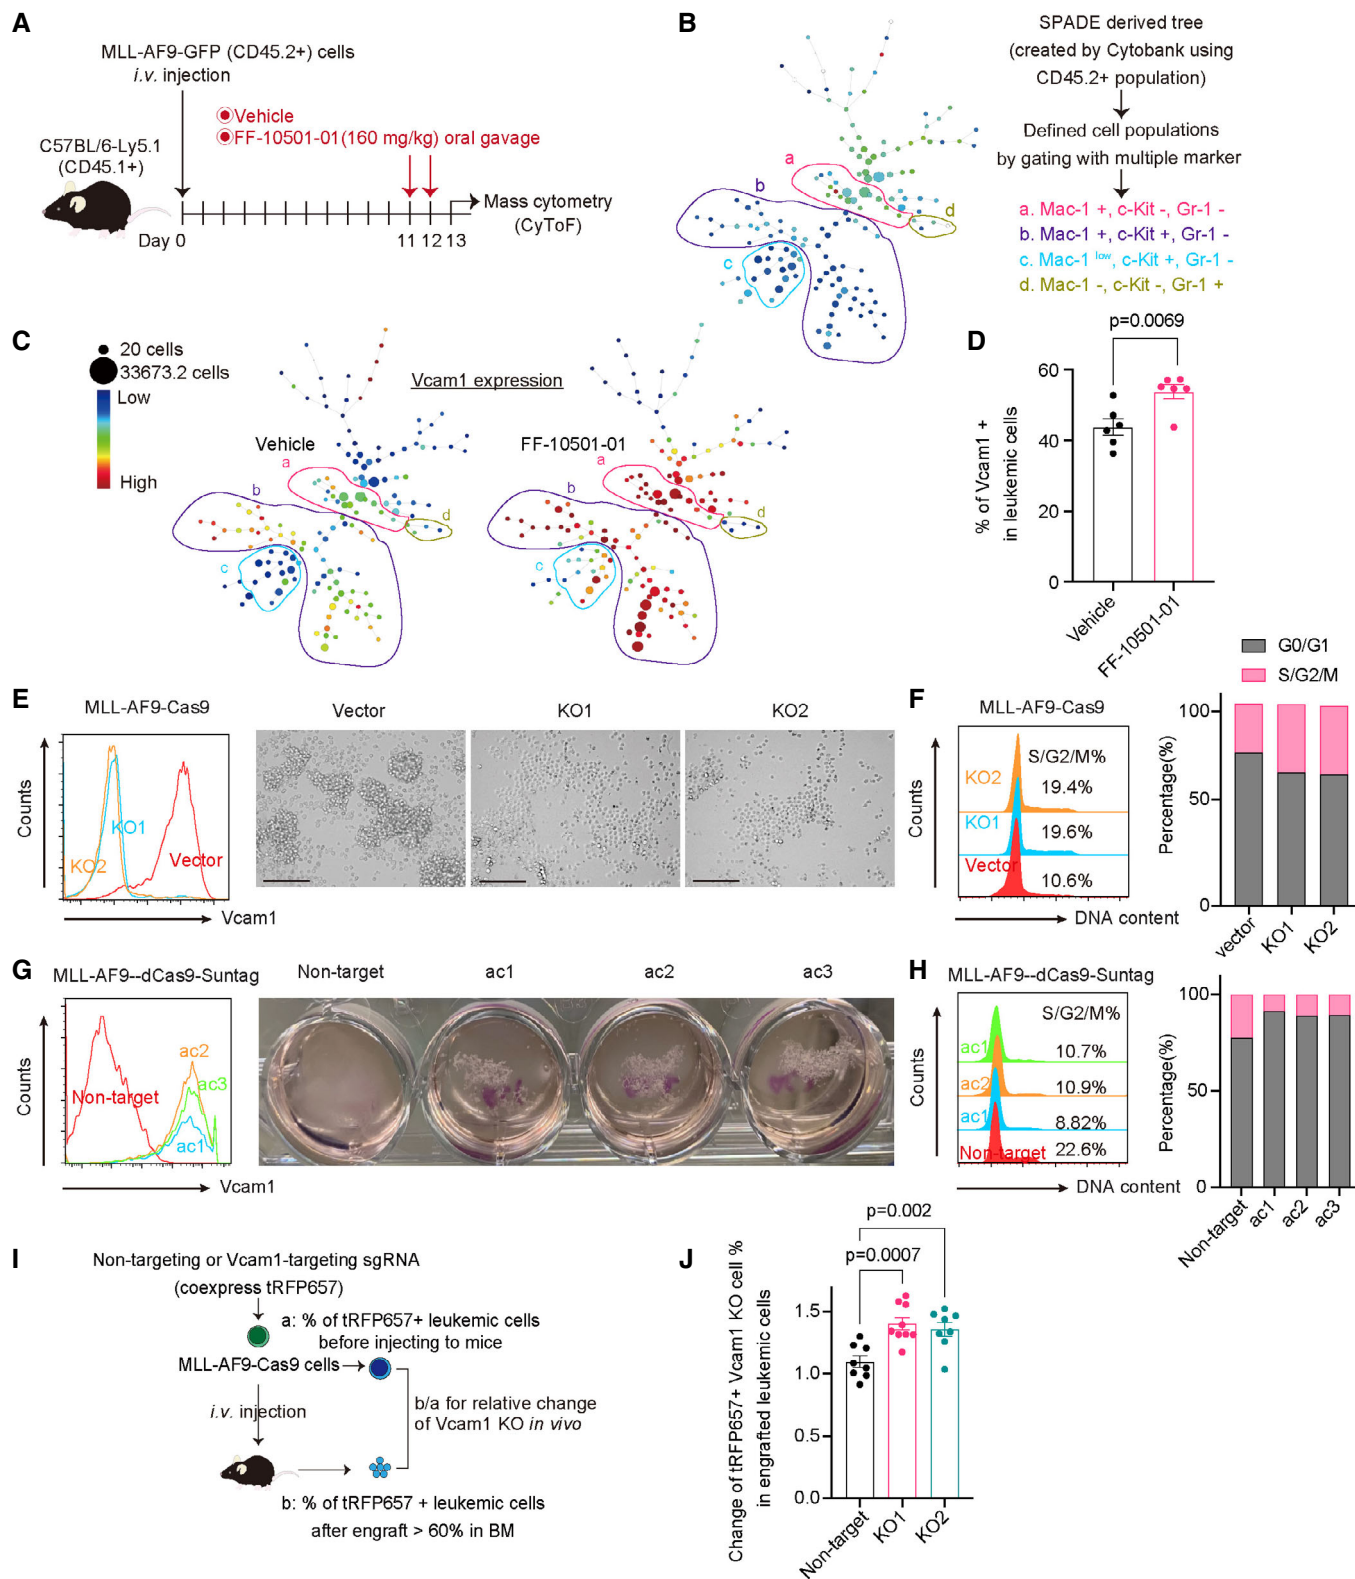 A
MLL-AF9-GFP (CD45.2+) cells
i.v. injection
Vehicle
FF-10501-01(160 mg/kg) oral gavage
C57BL/6-Ly5.1
(CD45.1+)
Day 0
11 12 13
Mass cytometry
(CyToF)
B
a
b
c
d
SPADE derived tree
(created by Cytobank using
CD45.2+ population)
Defined cell populations
by gating with multiple marker
a. Mac-1 +, c-Kit -, Gr-1 -
b. Mac-1 +, c-Kit +, Gr-1 -
c. Mac-1 low, c-Kit +, Gr-1 -
d. Mac-1 -, c-Kit -, Gr-1 +
C
20 cells
33673.2 cells
Low
High
Vcam1 expression
Vehicle
a
b
c
d
FF-10501-01
a
b
c
d
D
p=0.0069
% of Vcam1 +
in leukemic cells
60
40
20
0
Vehicle
FF-10501-01
E
MLL-AF9-Cas9
Counts
KO1
KO2
Vector
Vcam1
Vector
KO1
KO2
F
MLL-AF9-Cas9
Counts
S/G2/M%
KO2
19.4%
KO1
19.6%
Vector
10.6%
DNA content
G0/G1
S/G2/M
Percentage(%)
100
50
0
vector
KO1
KO2
G
MLL-AF9--dCas9-Suntag
Counts
Non-target
ac2
ac3
ac1
Vcam1
Non-target
ac1
ac2
ac3
H
MLL-AF9--dCas9-Suntag
Counts
S/G2/M%
ac1
10.7%
ac2
10.9%
ac1
8.82%
Non-target
22.6%
DNA content
Percentage(%)
100
50
0
Non-target
ac1
ac2
ac3
I
Non-targeting or Vcam1-targeting sgRNA
(coexpress tRFP657)
a: % of tRFP657+ leukemic cells
before injecting to mice
MLL-AF9-Cas9 cells
i.v. injection
b/a for relative change
of Vcam1 KO in vivo
b: % of tRFP657 + leukemic cells
after engraft > 60% in BM
J
p=0.002
p=0.0007
Change of tRFP657+ Vcam1 KO cell %
in engrafted leukemic cells
1.5
1.0
0.5
0.0
Non-target
KO1
KO2